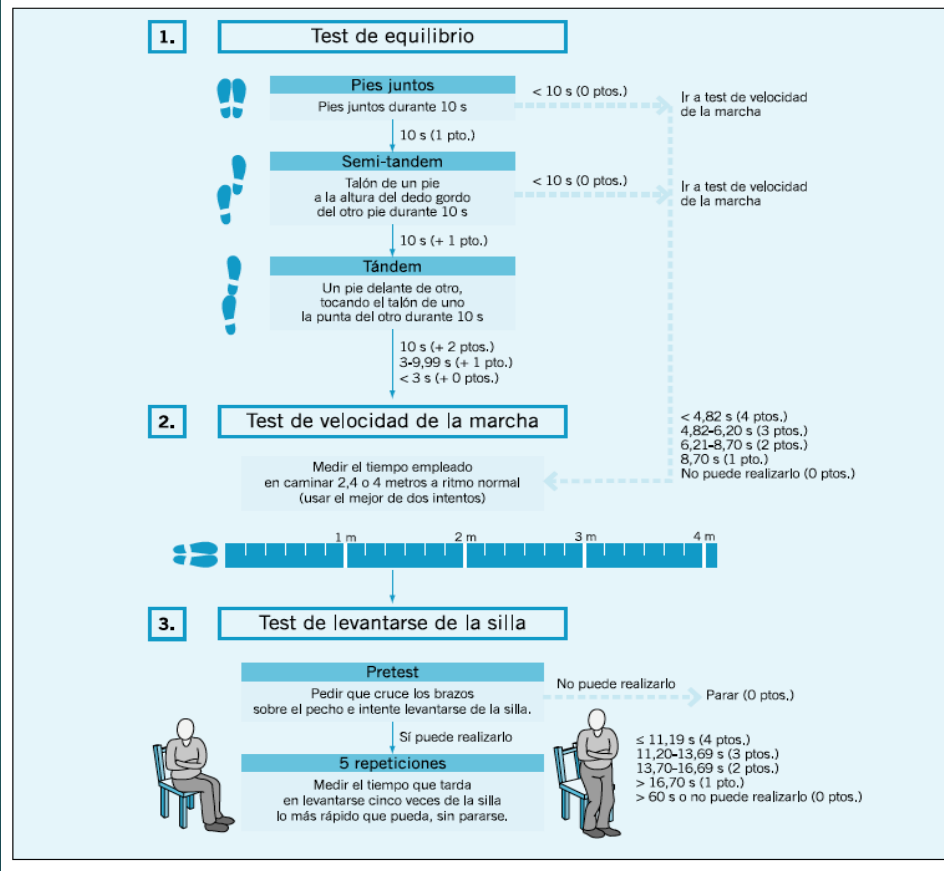 1.
Test de equilibrio
Pies juntos
Pies juntos durante 10 s
< 10 s (0 ptos.)
Ir a test de velocidad
de la marcha
10 s (1 pto.)
Semi-tandem
Talón de un pie
a la altura del dedo gordo
del otro pie durante 10 s
< 10 s (0 ptos.)
Ir a test de velocidad
de la marcha
10 s (+ 1 pto.)
Tándem
Un pie delante de otro,
tocando el talón de uno
la punta del otro durante 10 s
10 s (+ 2 ptos.)
3-9,99 s (+ 1 pto.)
< 3 s (+ 0 ptos.)
2.
Test de velocidad de la marcha
< 4,82 s (4 ptos.)
4,82-6,20 s (3 ptos.)
6,21-8,70 s (2 ptos.)
8,70 s (1 pto.)
No puede realizarlo (0 ptos.)
Medir el tiempo empleado
en caminar 2,4 o 4 metros a ritmo normal
(usar el mejor de dos intentos)
1 m 2 m 3 m 4 m
3.
Test de levantarse de la silla
Pretest
Pedir que cruce los brazos
sobre el pecho e intente levantarse de la silla.
No puede realizarlo
Parar (0 ptos.)
Sí puede realizarlo
5 repeticiones
Medir el tiempo que tarda
en levantarse cinco veces de la silla
lo más rápido que pueda, sin pararse.
≤ 11,19 s (4 ptos.)
11,20-13,69 s (3 ptos.)
13,70-16,69 s (2 ptos.)
> 16,70 s (1 pto.)
> 60 s o no puede realizarlo (0 ptos.)